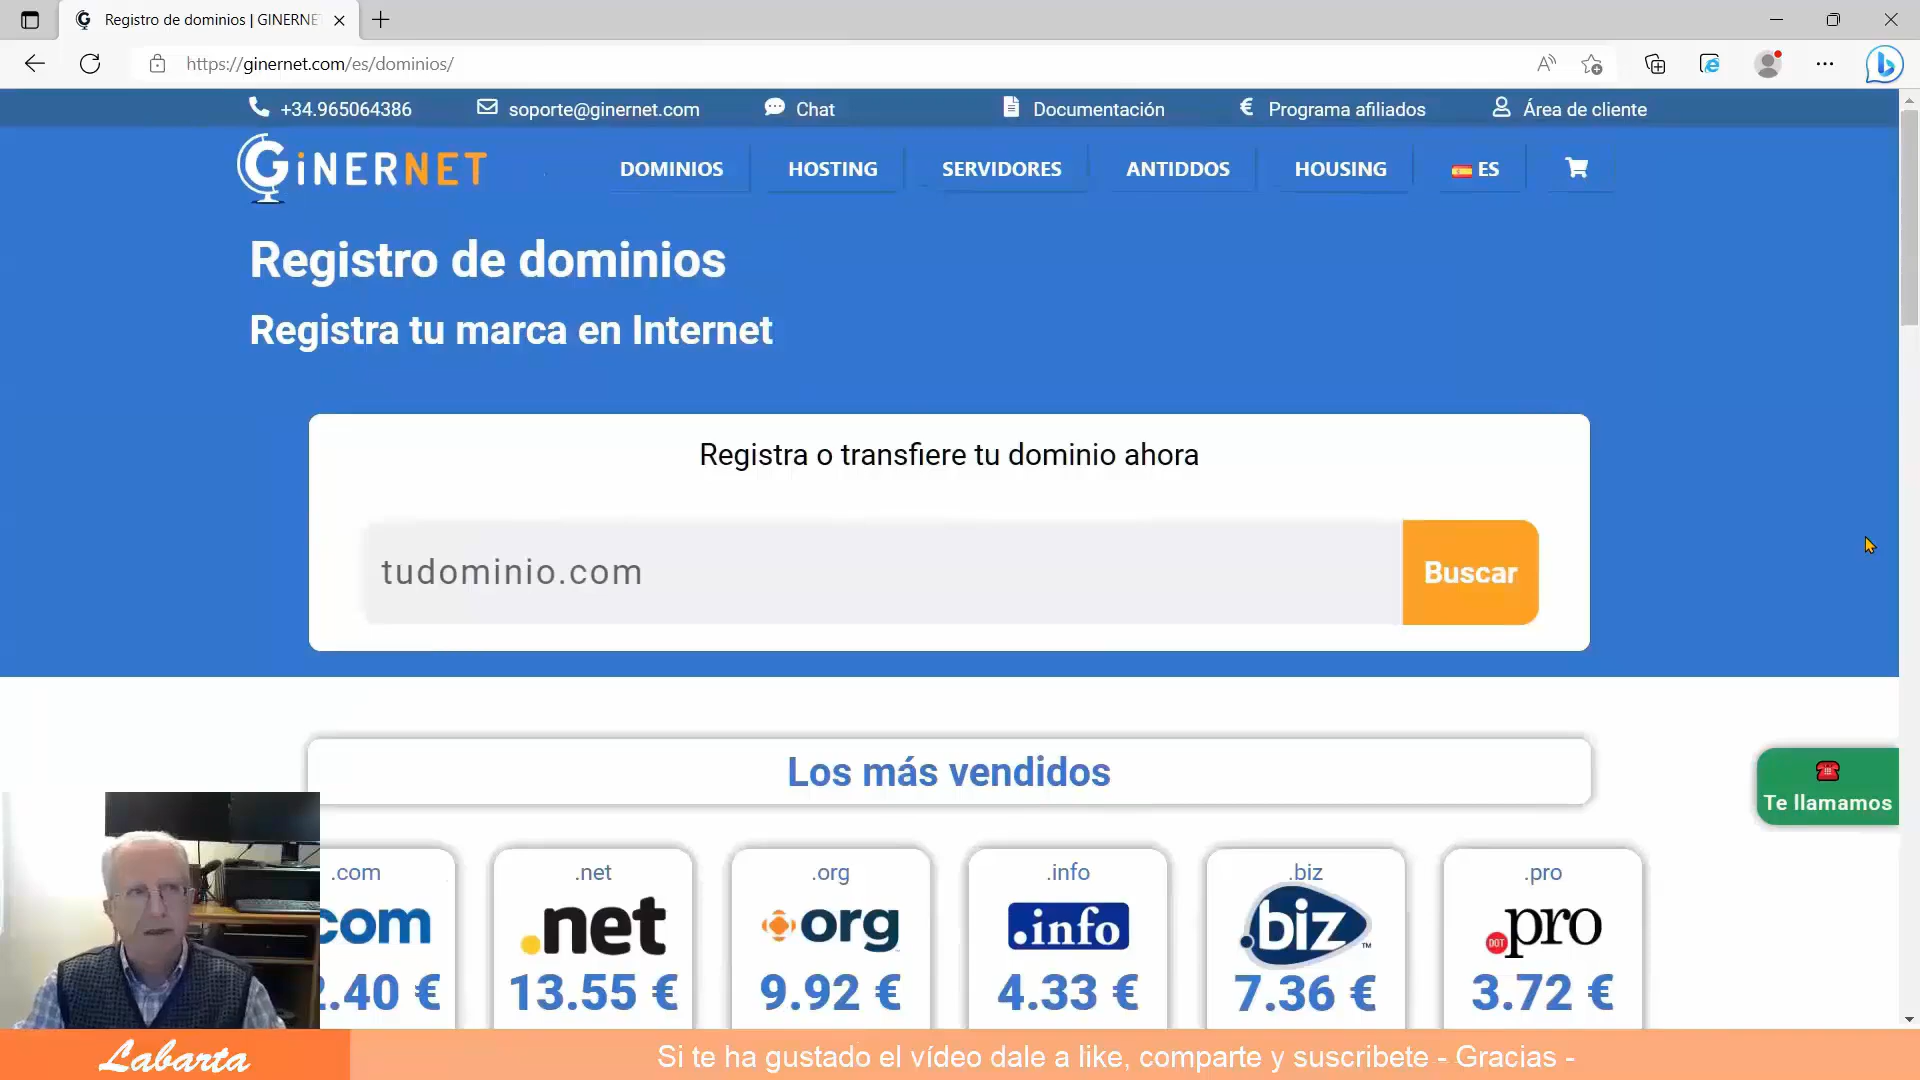 Registro de dominios | GINERNE
https://ginernet.com/es/dominios/
+34.965064386
soporte@ginernet.com
Chat
Documentación
Programa afiliados
Área de cliente
GiNERNET
DOMINIOS
HOSTING
SERVIDORES
ANTIDDOS
HOUSING
ES
Registro de dominios
Registra tu marca en Internet
Registra o transfiere tu dominio ahora
tudominio.com
Buscar
Los más vendidos
Te llamamos
.com
.net
.org
.info
.biz
.pro
com
.net
org
.info
.biz™
DOT pro
2.40 €
13.55 €
9.92 €
4.33 €
7.36 €
3.72 €
Labarta
Si te ha gustado el vídeo dale a like, comparte y suscribete - Gracias -